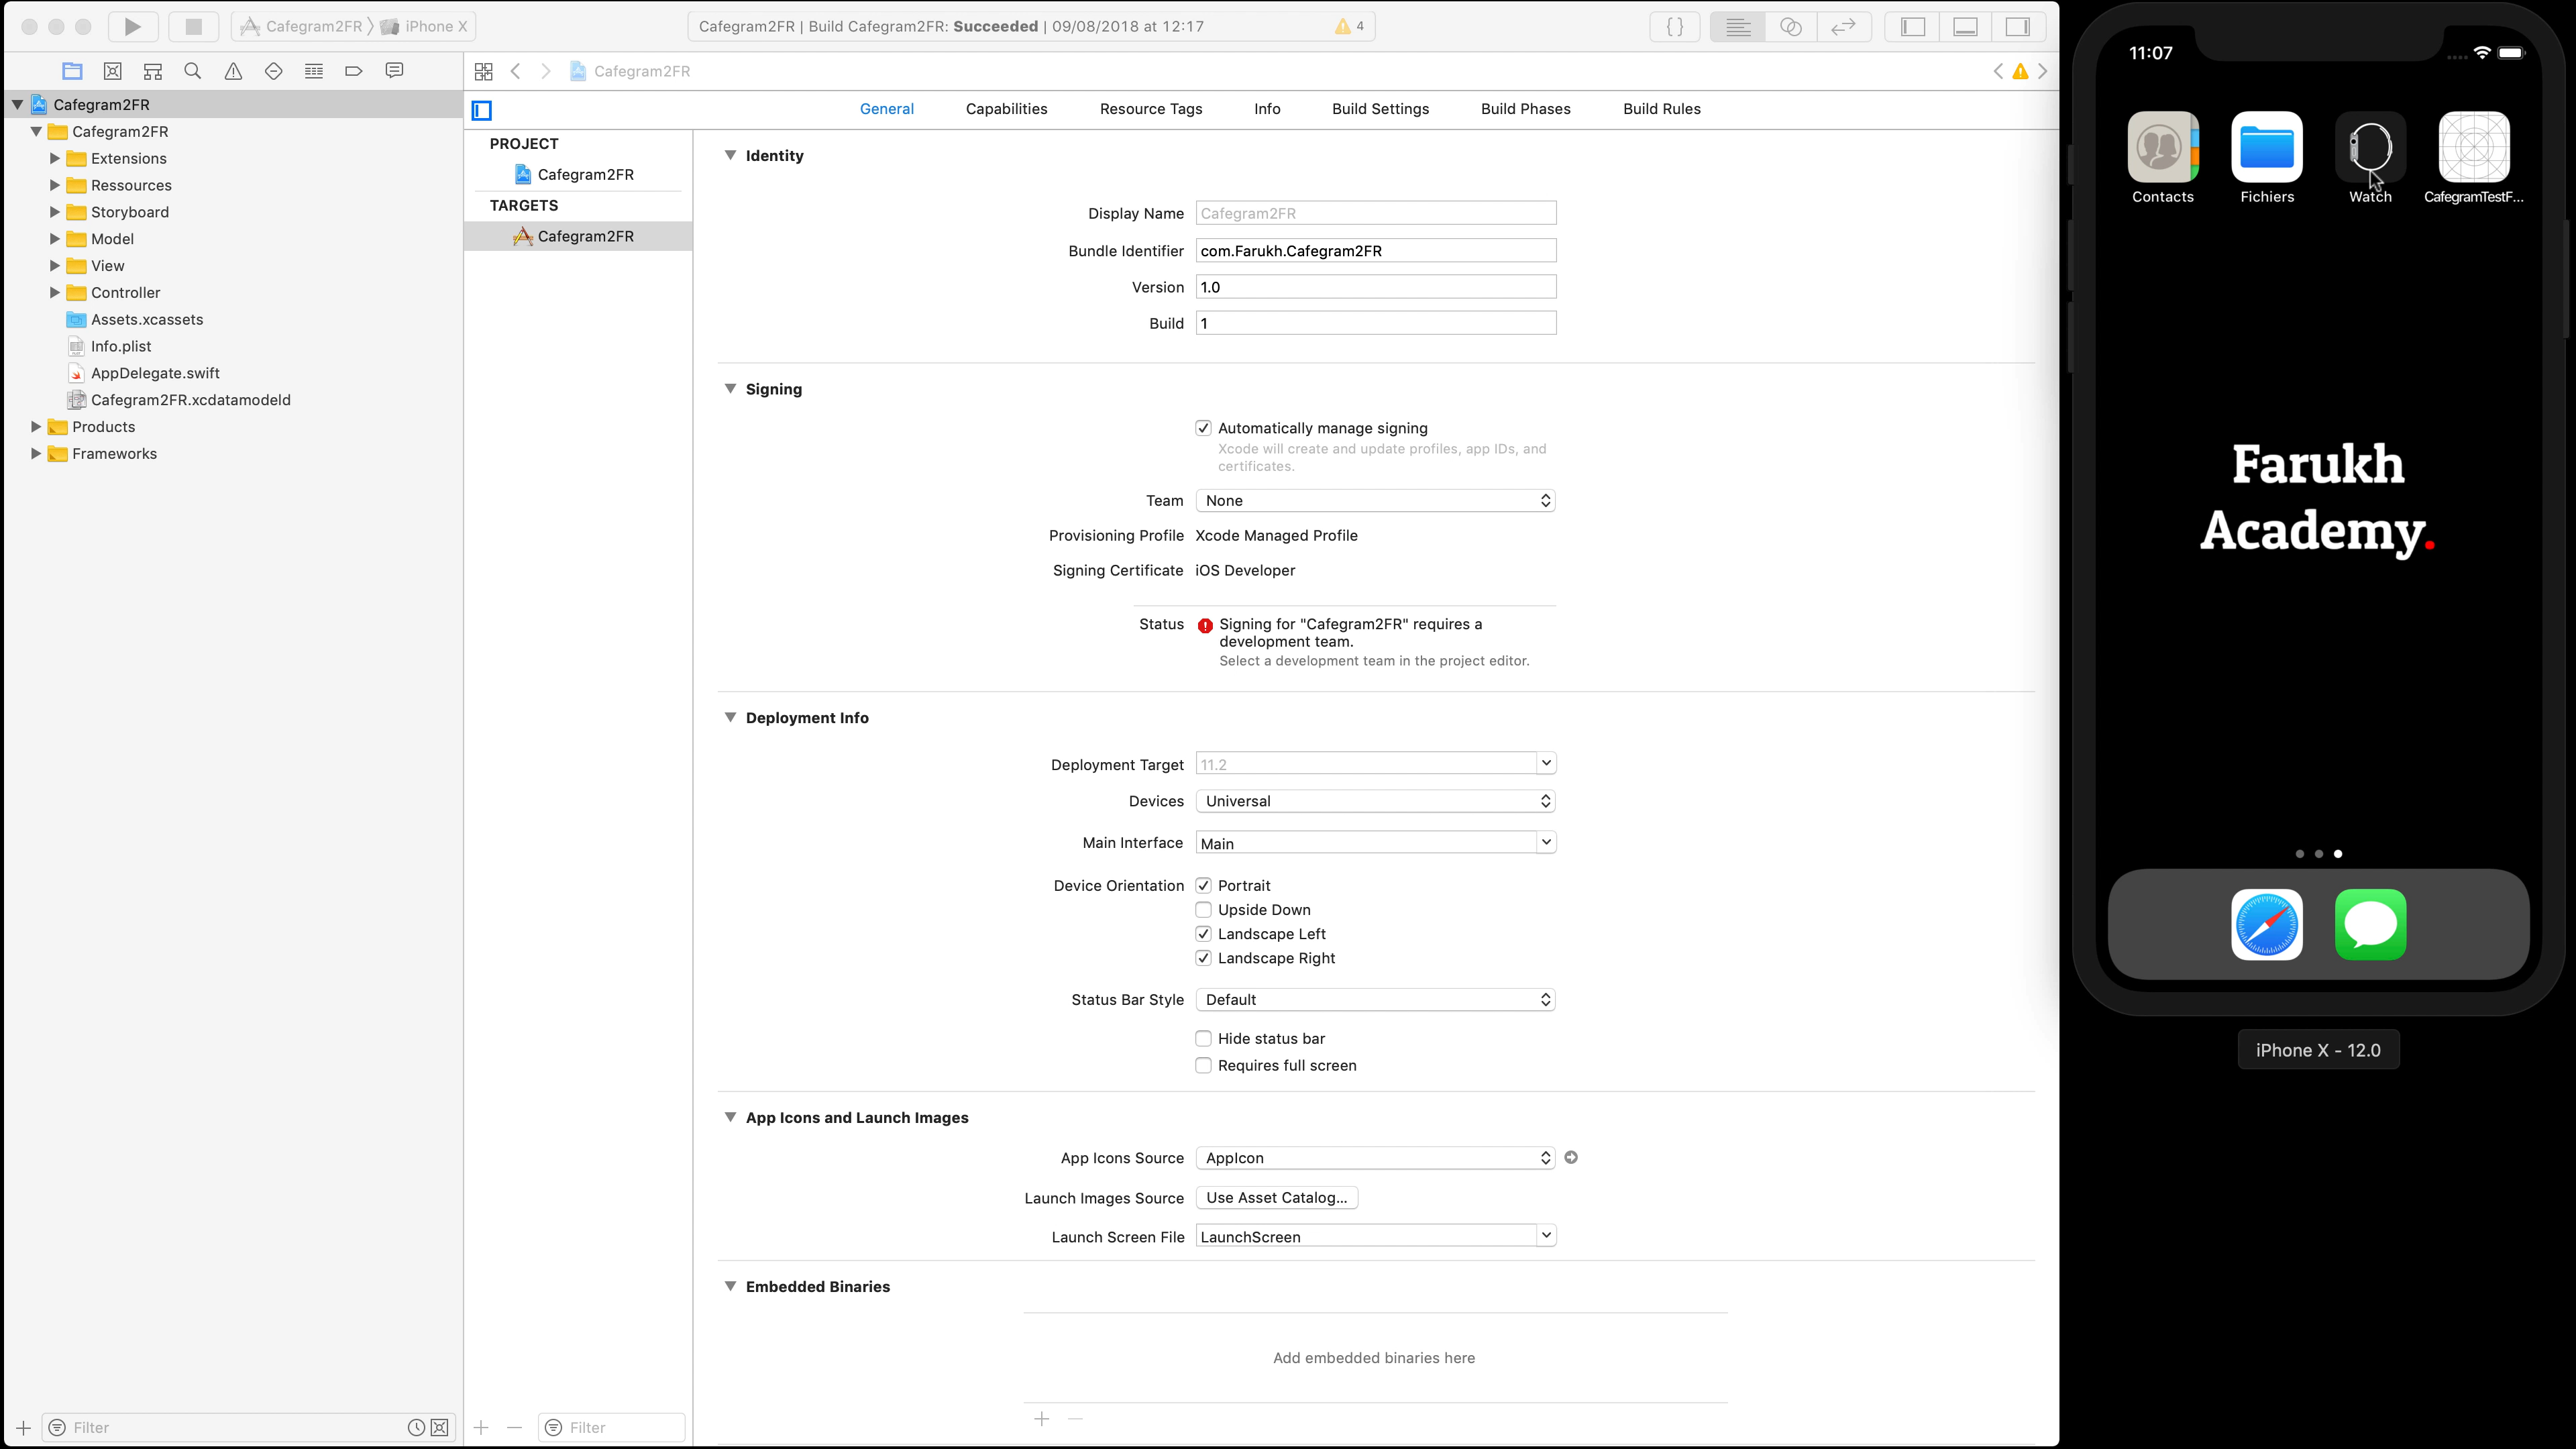 Cafegram2FR
iPhone X
Cafegram2FR | Build Cafegram2FR: Succeeded | 09/08/2018 at 12:17
4
{ }
Cafegram2FR
Cafegram2FR
Cafegram2FR
Extensions
Ressources
Storyboard
Model
View
Controller
Assets.xcassets
Info.plist
AppDelegate.swift
Cafegram2FR.xcdatamodeld
Products
Frameworks
Filter
General
Capabilities
Resource Tags
Info
Build Settings
Build Phases
Build Rules
PROJECT
Cafegram2FR
TARGETS
Cafegram2FR
Filter
Identity
Display Name Cafegram2FR
Bundle Identifier com.Farukh.Cafegram2FR
Version 1.0
Build 1
Signing
Automatically manage signing
Xcode will create and update profiles, app IDs, and
certificates.
Team None
Provisioning Profile Xcode Managed Profile
Signing Certificate iOS Developer
Status Signing for "Cafegram2FR" requires a
development team.
Select a development team in the project editor.
Deployment Info
Deployment Target 11.2
Devices Universal
Main Interface Main
Device Orientation Portrait
Upside Down
Landscape Left
Landscape Right
Status Bar Style Default
Hide status bar
Requires full screen
App Icons and Launch Images
App Icons Source AppIcon
Launch Images Source Use Asset Catalog...
Launch Screen File LaunchScreen
Embedded Binaries
Add embedded binaries here
11:07
Contacts
Fichiers
Watch
CafegramTestF...
Farukh
Academy.
iPhone X - 12.0